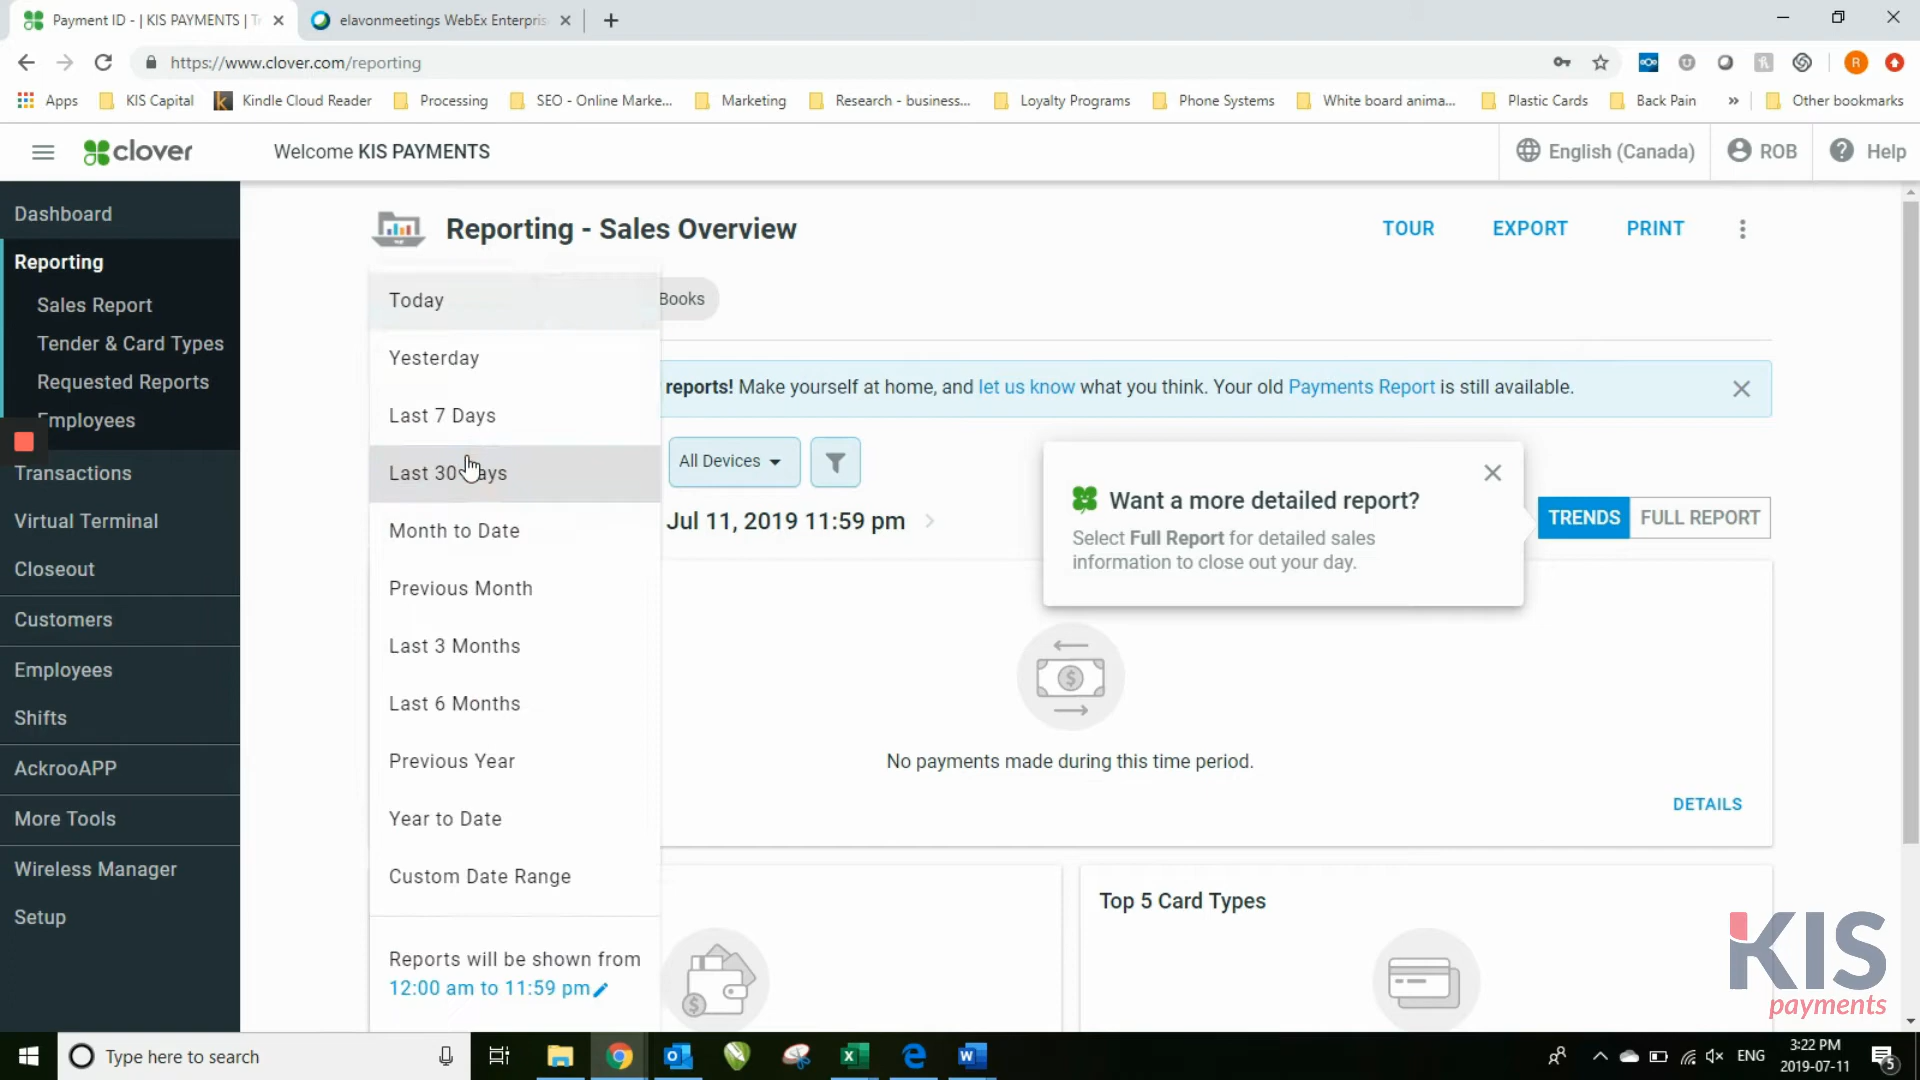 Payment ID - | KIS PAYMENTS |
elavonmeetings WebEx Enterpris
https://www.clover.com/reporting
R
Apps
KIS Capital
Kindle Cloud Reader
Processing
SEO - Online Marke...
Marketing
Research - business...
Loyalty Programs
Phone Systems
White board anima...
Plastic Cards
Back Pain
»
Other bookmarks
clover
Welcome KIS PAYMENTS
English (Canada)
ROB
Help
Dashboard
Reporting
Sales Report
Tender & Card Types
Requested Reports
Employees
Transactions
Virtual Terminal
Closeout
Customers
Employees
Shifts
AckrooAPP
More Tools
Wireless Manager
Setup
Reporting - Sales Overview
TOUR
EXPORT
PRINT
Books
Today
Yesterday
Last 7 Days
Last 30 Days
Month to Date
Previous Month
Last 3 Months
Last 6 Months
Previous Year
Year to Date
Custom Date Range
Reports will be shown from
12:00 am to 11:59 pm
reports! Make yourself at home, and let us know what you think. Your old Payments Report is still available.
All Devices
Jul 11, 2019 11:59 pm
Want a more detailed report?
Select Full Report for detailed sales
information to close out your day.
TRENDS
FULL REPORT
No payments made during this time period.
DETAILS
Top 5 Card Types
KIS
payments
Type here to search
ENG
3:22 PM
2019-07-11
5